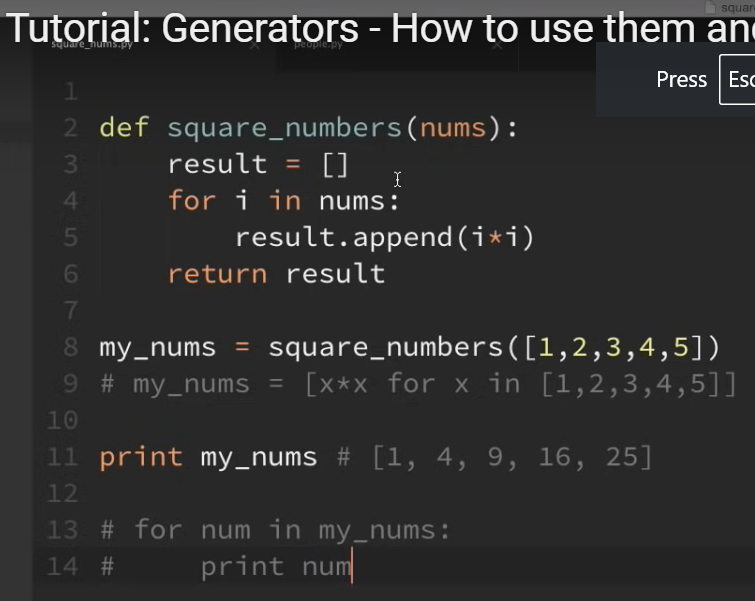 squar
Tutorial: Generators - How to use them an
square_nums.py people.py
Press Esc
1
2 def square_numbers(nums):
3     result = []
4     for i in nums:
5         result.append(i*i)
6     return result
7
8 my_nums = square_numbers([1,2,3,4,5])
9 # my_nums = [x*x for x in [1,2,3,4,5]]
10
11 print my_nums # [1, 4, 9, 16, 25]
12
13 # for num in my_nums:
14 #     print num